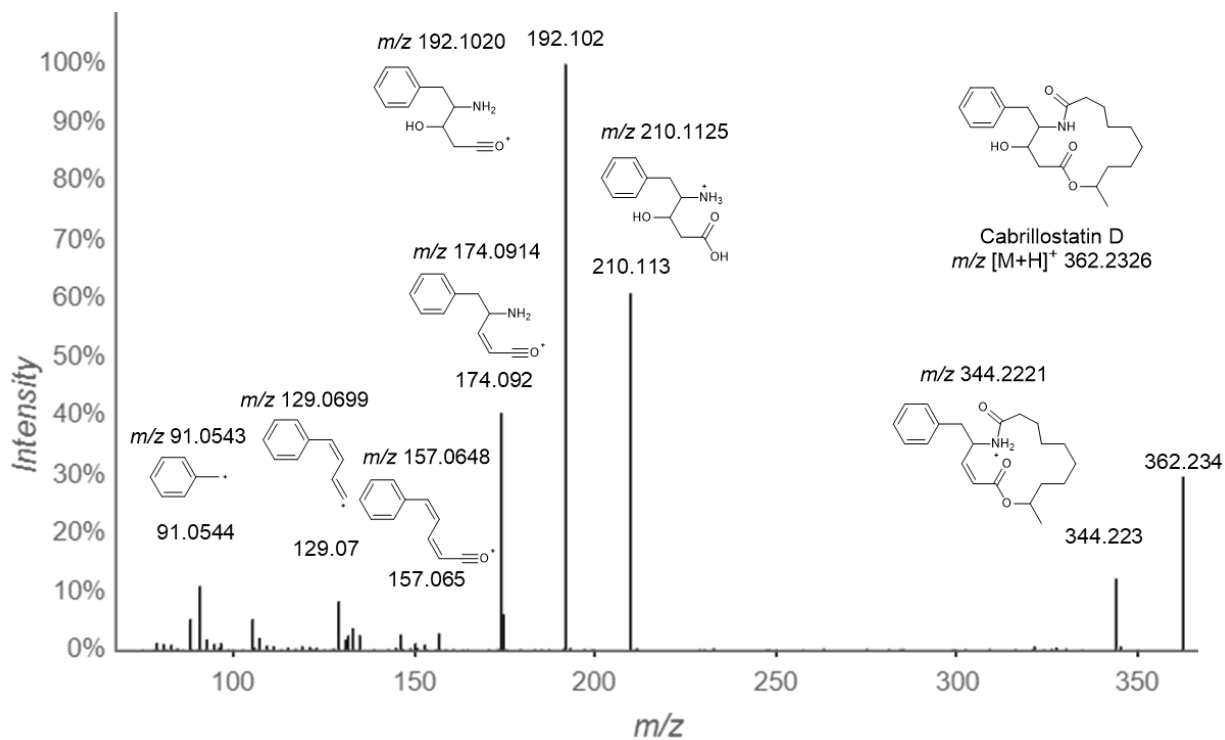 m/z 192.1020
192.102
NH₂
HO
O⁺
m/z 210.1125
NH₃
+
HO
O
OH
210.113
O
NH
HO
O
O
Cabrillostatin D
m/z [M+H]⁺ 362.2326
m/z 174.0914
NH₂
O⁺
174.092
m/z 344.2221
O
NH₂
+
O
O
344.223
362.234
m/z 129.0699
+
129.07
m/z 91.0543
+
91.0544
m/z 157.0648
O⁺
157.065
Intensity
100%
90%
80%
70%
60%
50%
40%
30%
20%
10%
0%
100
150
200
250
300
350
m/z